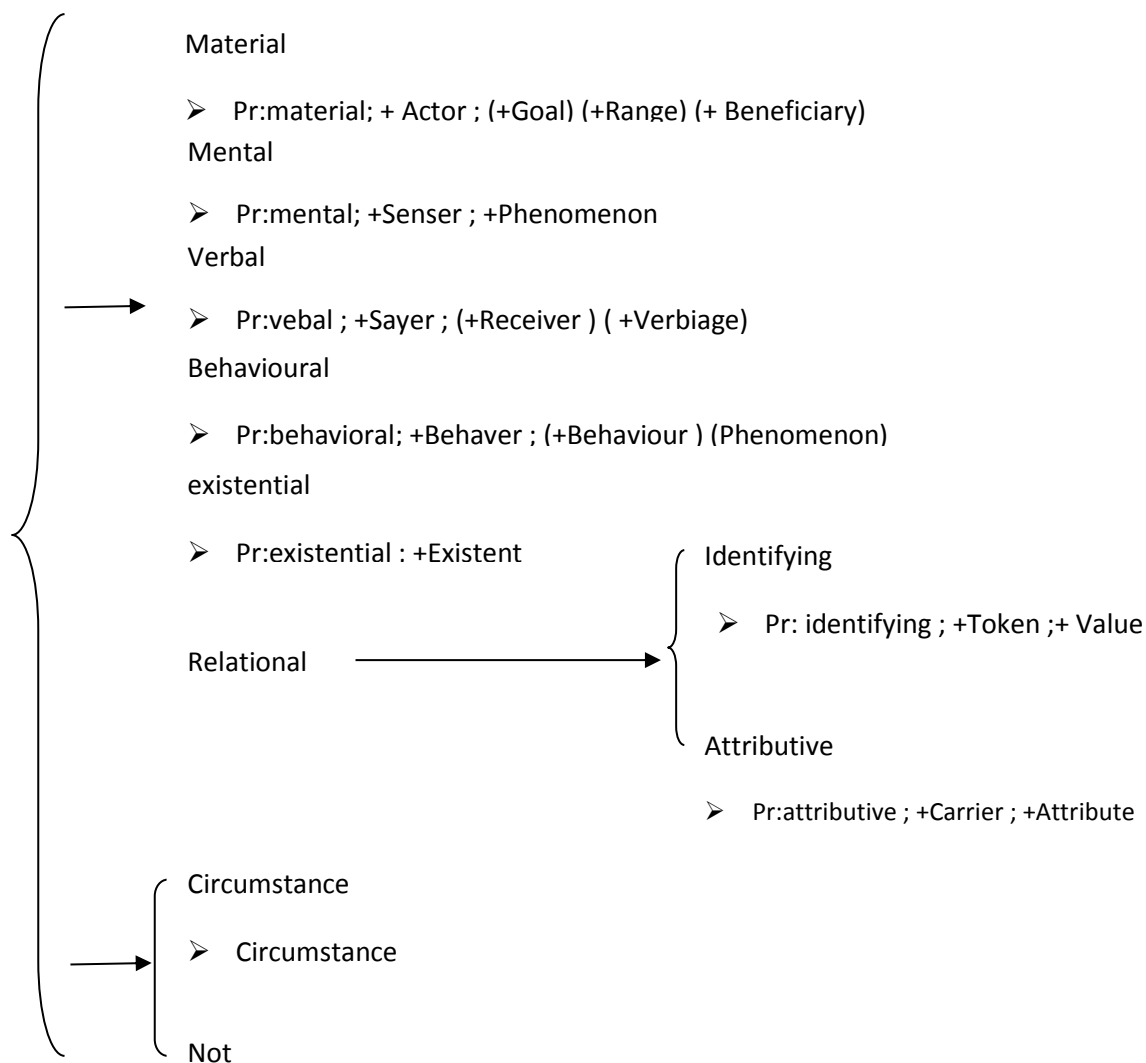 Material
➢ Pr:material; + Actor ; (+Goal) (+Range) (+ Beneficiary)
Mental
➢ Pr:mental; +Senser ; +Phenomenon
Verbal
➢ Pr:vebal ; +Sayer ; (+Receiver ) ( +Verbiage)
Behavioural
➢ Pr:behavioral; +Behaver ; (+Behaviour ) (Phenomenon)
existential
➢ Pr:existential : +Existent
Relational
Identifying
➢ Pr: identifying ; +Token ;+ Value
Attributive
➢ Pr:attributive ; +Carrier ; +Attribute
Circumstance
➢ Circumstance
Not